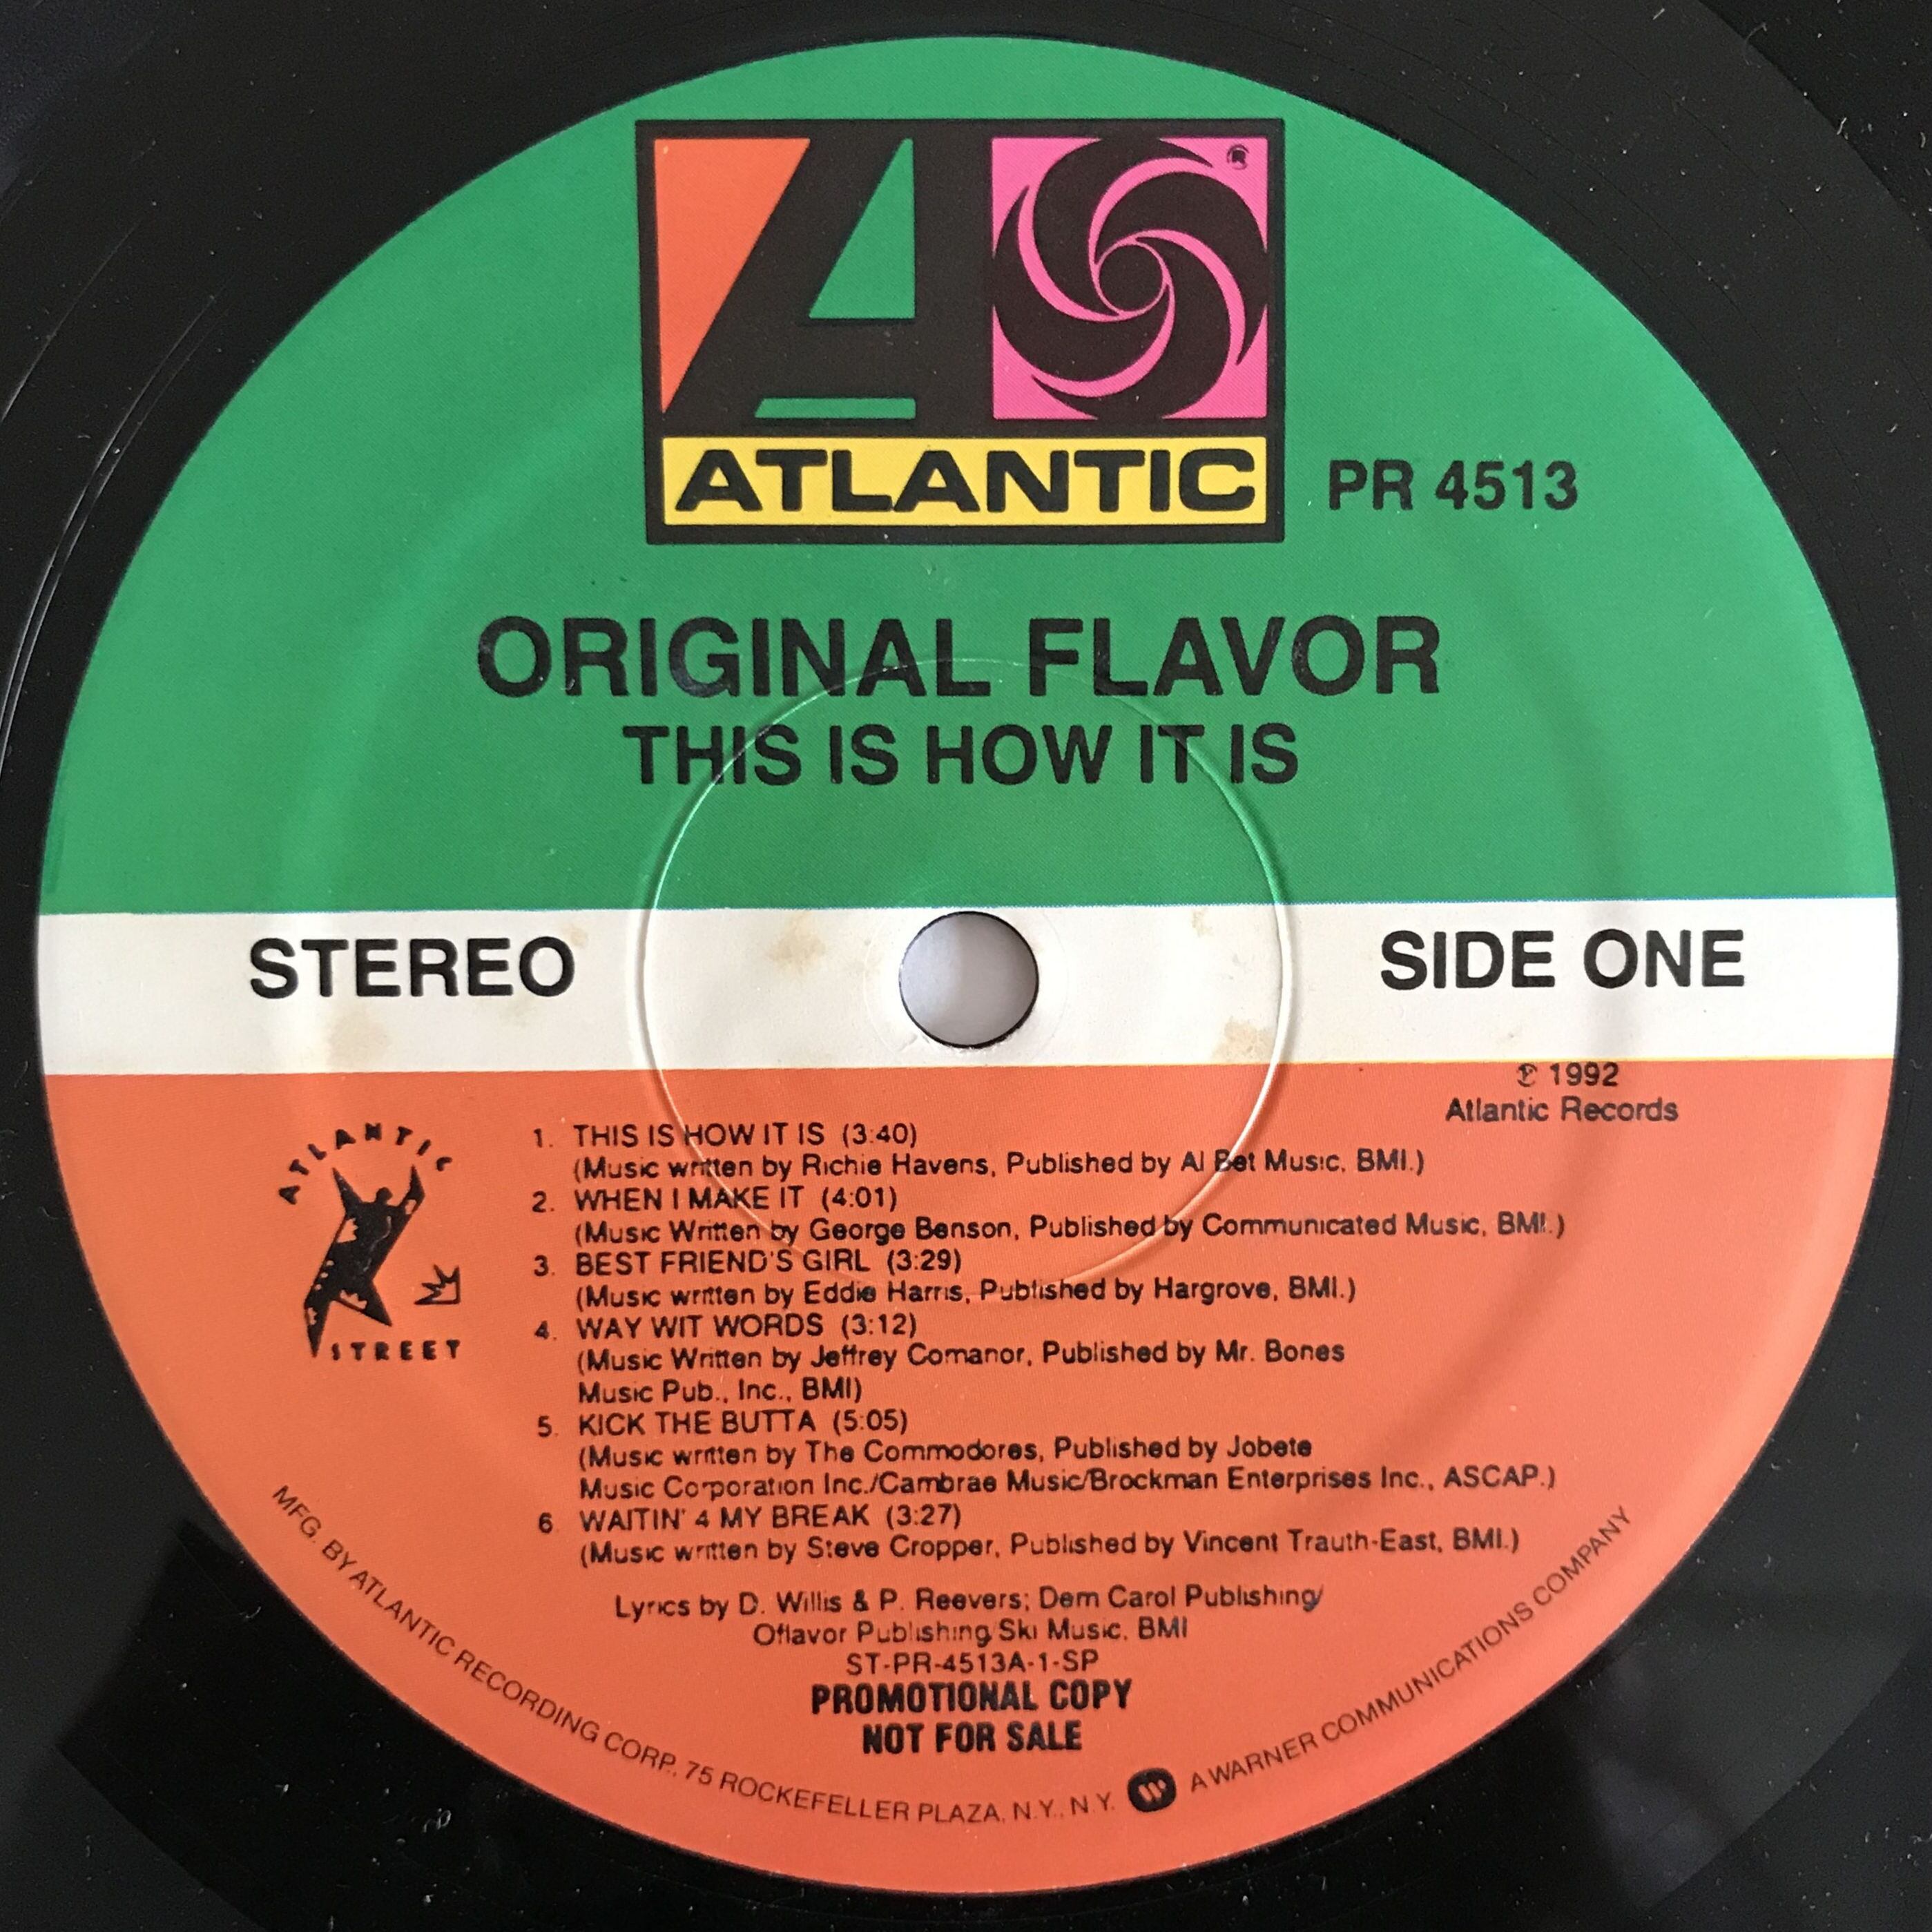 ®
ATLANTIC
PR 4513
ORIGINAL FLAVOR
THIS IS HOW IT IS
STEREO
SIDE ONE
℗ 1992
Atlantic Records
ATLANTIC
STREET
1. THIS IS HOW IT IS (3:40)
(Music written by Richie Havens, Published by Al Bet Music, BMI.)
2. WHEN I MAKE IT (4:01)
(Music Written by George Benson, Published by Communicated Music, BMI.)
3. BEST FRIEND'S GIRL (3:29)
(Music written by Eddie Harris, Published by Hargrove, BMI.)
4. WAY WIT WORDS (3:12)
(Music Written by Jeffrey Comanor, Published by Mr. Bones
Music Pub., Inc., BMI)
5. KICK THE BUTTA (5:05)
(Music written by The Commodores, Published by Jobete
Music Corporation Inc./Cambrae Music/Brockman Enterprises Inc., ASCAP.)
6. WAITIN' 4 MY BREAK (3:27)
(Music written by Steve Cropper, Published by Vincent Trauth-East, BMI.)
Lyrics by D. Willis & P. Reevers; Dem Carol Publishing/
Oflavor Publishing/Ski Music, BMI
ST-PR-4513A-1-SP
PROMOTIONAL COPY
NOT FOR SALE
MFG. BY ATLANTIC RECORDING CORP., 75 ROCKEFELLER PLAZA, N.Y., N.Y. A WARNER COMMUNICATIONS COMPANY